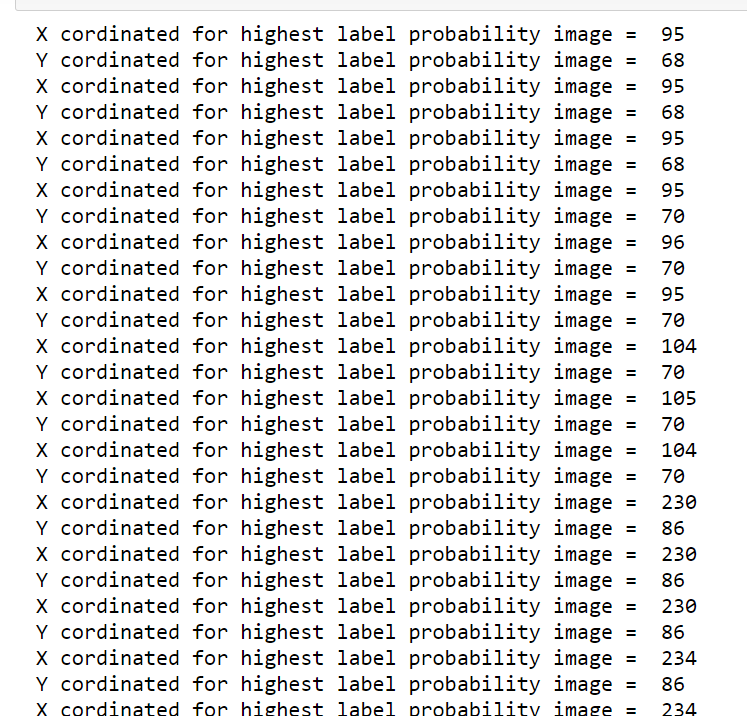 X cordinated for highest label probability image =  95
Y cordinated for highest label probability image =  68
X cordinated for highest label probability image =  95
Y cordinated for highest label probability image =  68
X cordinated for highest label probability image =  95
Y cordinated for highest label probability image =  68
X cordinated for highest label probability image =  95
Y cordinated for highest label probability image =  70
X cordinated for highest label probability image =  96
Y cordinated for highest label probability image =  70
X cordinated for highest label probability image =  95
Y cordinated for highest label probability image =  70
X cordinated for highest label probability image =  104
Y cordinated for highest label probability image =  70
X cordinated for highest label probability image =  105
Y cordinated for highest label probability image =  70
X cordinated for highest label probability image =  104
Y cordinated for highest label probability image =  70
X cordinated for highest label probability image =  230
Y cordinated for highest label probability image =  86
X cordinated for highest label probability image =  230
Y cordinated for highest label probability image =  86
X cordinated for highest label probability image =  230
Y cordinated for highest label probability image =  86
X cordinated for highest label probability image =  234
Y cordinated for highest label probability image =  86
X cordinated for highest label probability image =  234